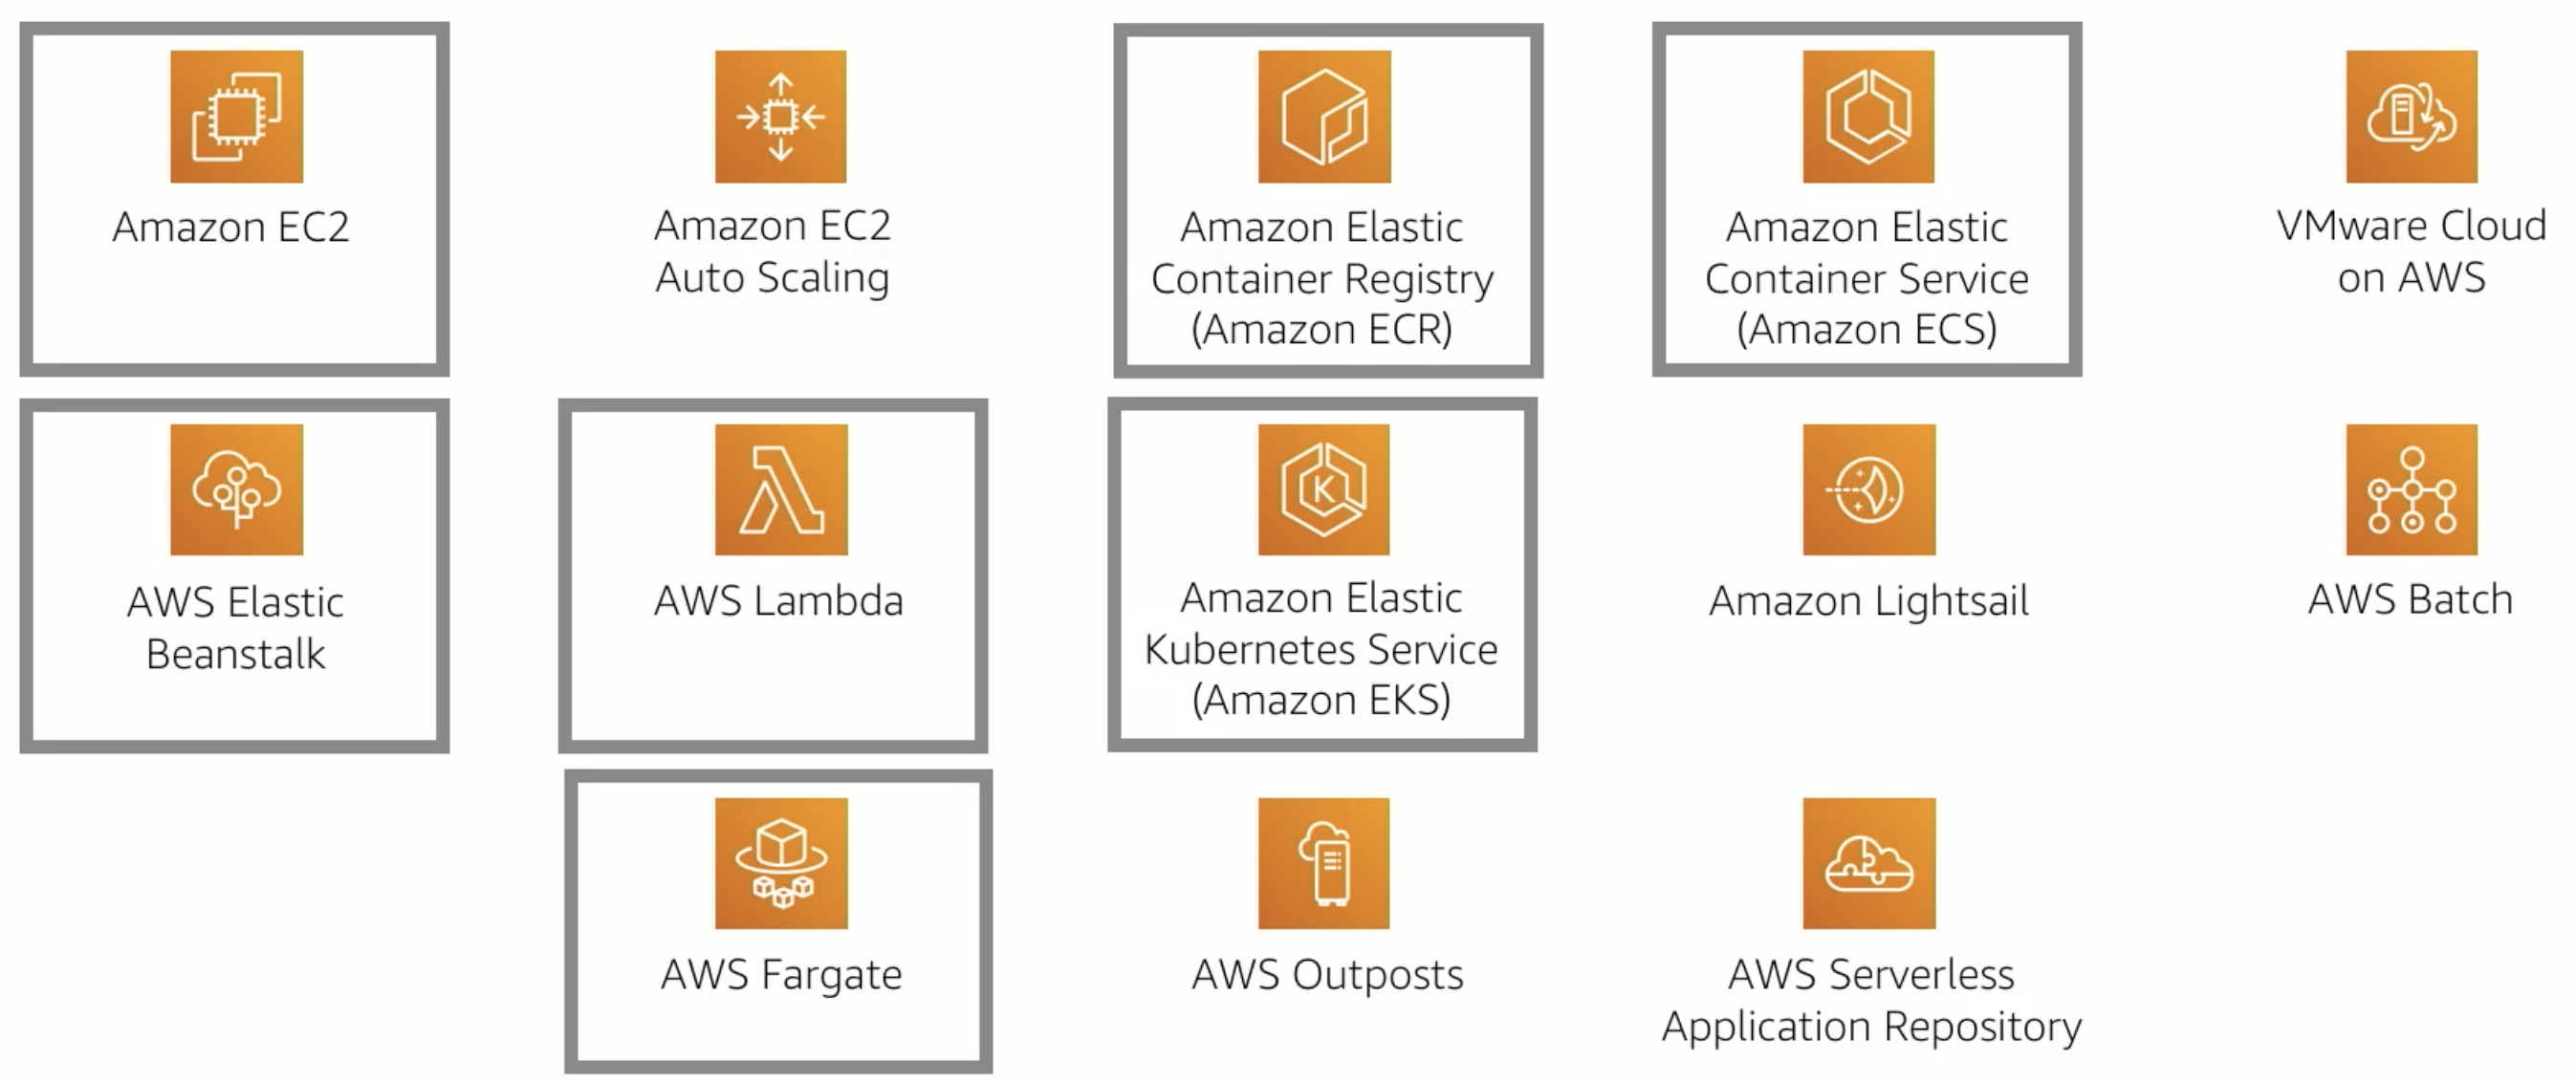 Amazon EC2
Amazon EC2
Auto Scaling
Amazon Elastic
Container Registry
(Amazon ECR)
Amazon Elastic
Container Service
(Amazon ECS)
VMware Cloud
on AWS
AWS Elastic
Beanstalk
AWS Lambda
K
Amazon Elastic
Kubernetes Service
(Amazon EKS)
Amazon Lightsail
AWS Batch
AWS Fargate
AWS Outposts
AWS Serverless
Application Repository